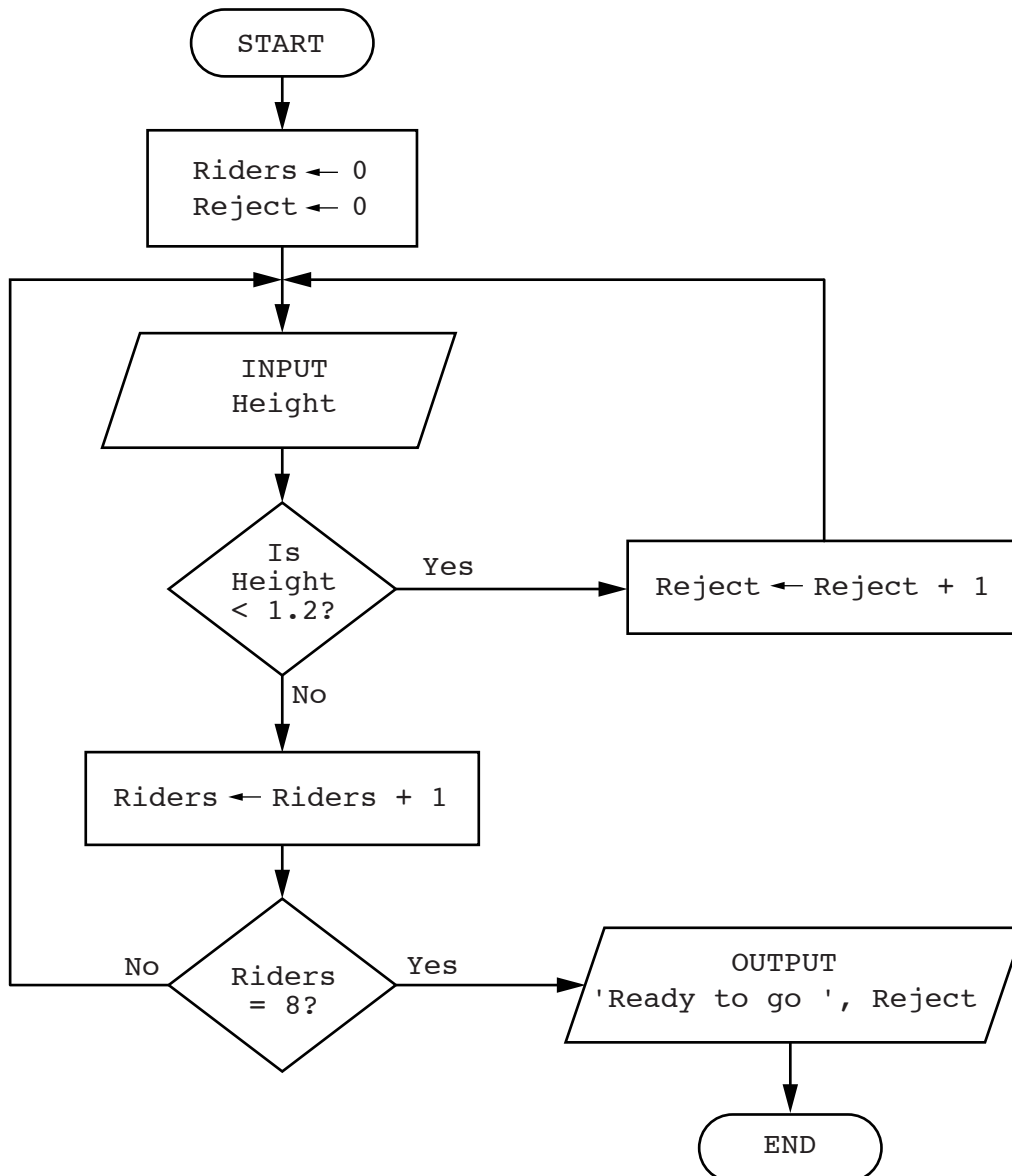 START
Riders ← 0
Reject ← 0
INPUT
Height
Is
Height
< 1.2?
Yes
Reject ← Reject + 1
No
Riders ← Riders + 1
Riders
= 8?
No
Yes
OUTPUT
'Ready to go ', Reject
END